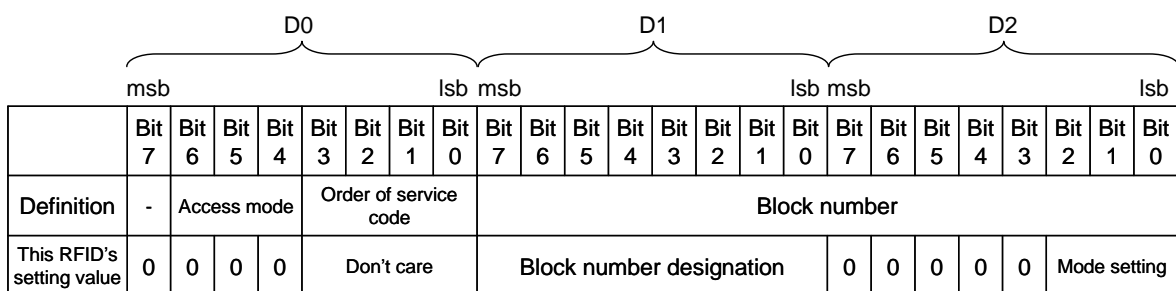 D0 D1 D2
msb lsb msb lsb msb lsb
Bit 7 Bit 6 Bit 5 Bit 4 Bit 3 Bit 2 Bit 1 Bit 0 Bit 7 Bit 6 Bit 5 Bit 4 Bit 3 Bit 2 Bit 1 Bit 0 Bit 7 Bit 6 Bit 5 Bit 4 Bit 3 Bit 2 Bit 1 Bit 0
Definition - Access mode Order of service code Block number
This RFID's setting value 0 0 0 0 Don't care Block number designation 0 0 0 0 0 Mode setting